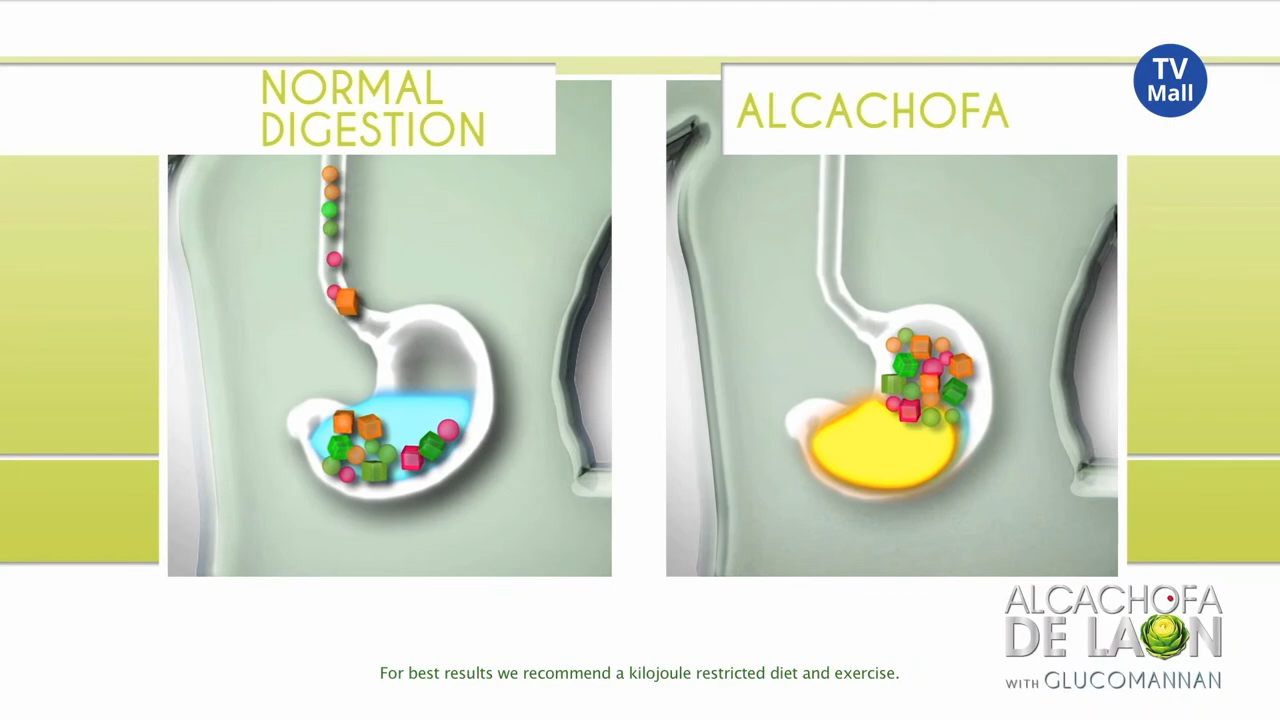 NORMAL
DIGESTION
ALCACHOFA
TV
Mall
ALCACHOFA
DE LAON
WITH GLUCOMANNAN
For best results we recommend a kilojoule restricted diet and exercise.